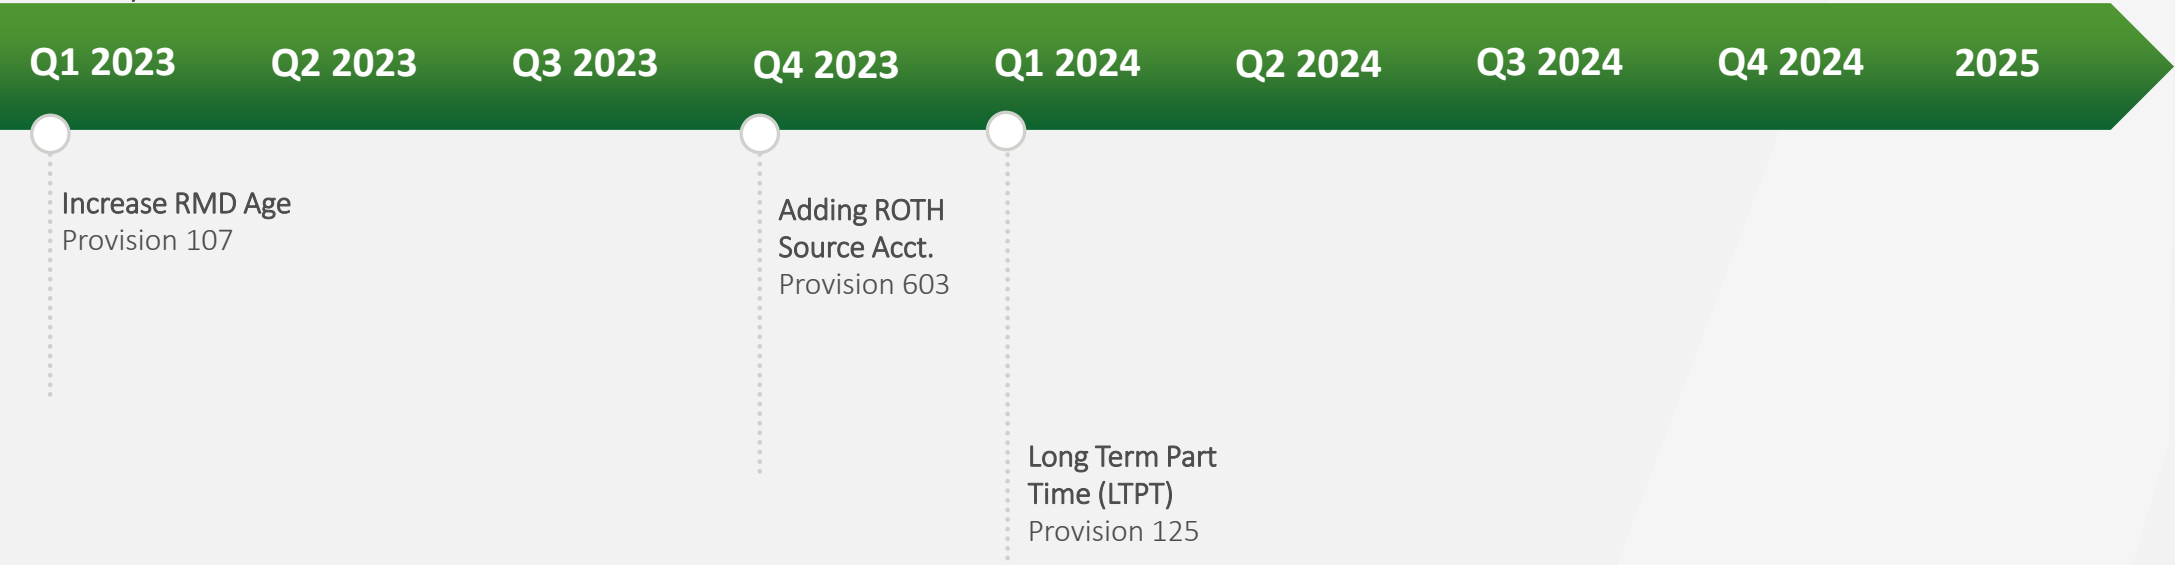 Q1 2023 Q2 2023 Q3 2023 Q4 2023 Q1 2024 Q2 2024 Q3 2024 Q4 2024 2025
Increase RMD Age
Provision 107
Adding ROTH
Source Acct.
Provision 603
Long Term Part
Time (LTPT)
Provision 125